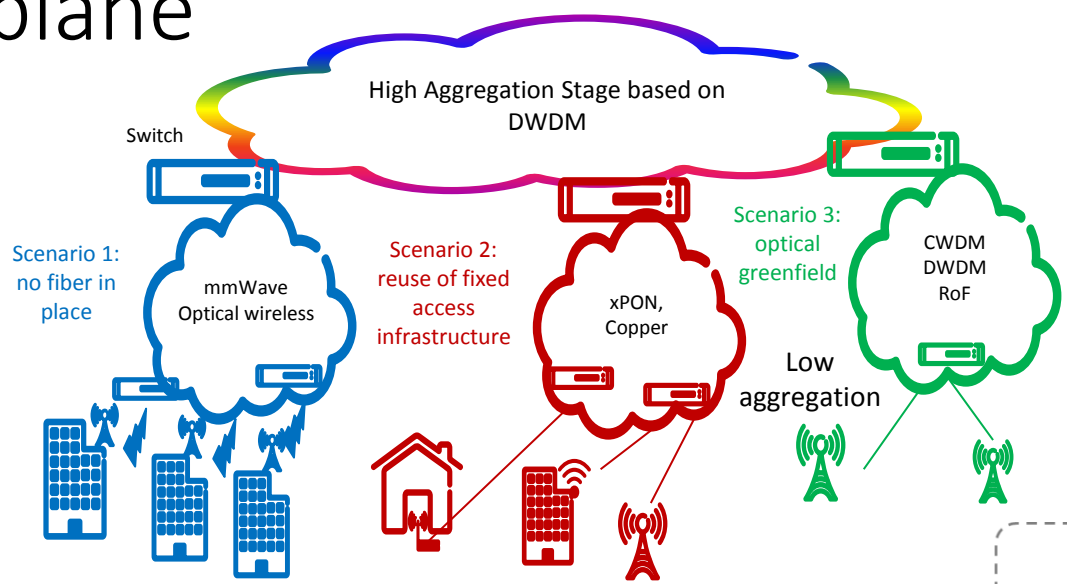 plane
High Aggregation Stage based on
DWDM
Switch
Scenario 1:
no fiber in
place
mmWave
Optical wireless
Scenario 2:
reuse of fixed
access
infrastructure
xPON,
Copper
Scenario 3:
optical
greenfield
CWDM
DWDM
RoF
Low
aggregation